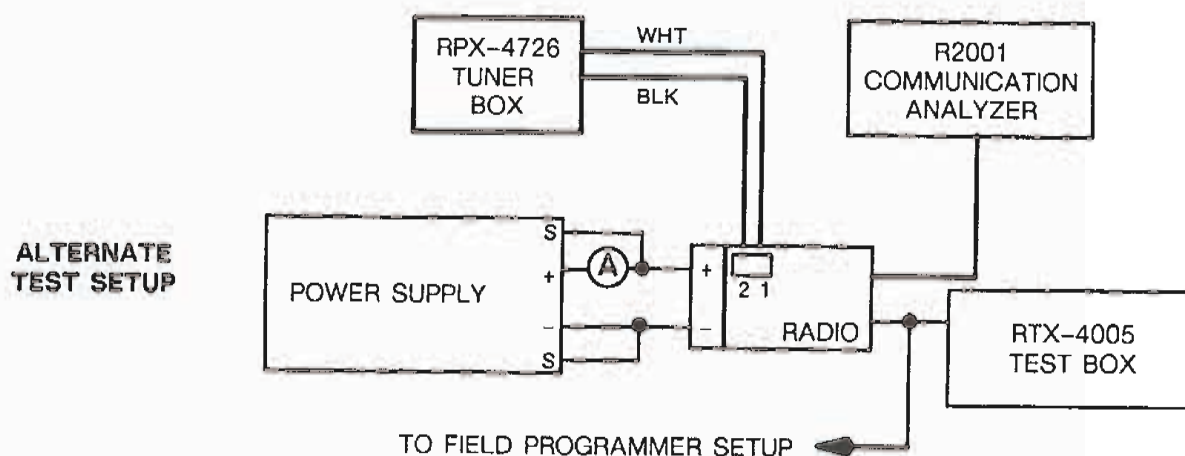 RPX-4726
TUNER
BOX
WHT
BLK
R2001
COMMUNICATION
ANALYZER
ALTERNATE
TEST SETUP
POWER SUPPLY
S
+
−
S
A
+
−
2 1
RADIO
RTX-4005
TEST BOX
TO FIELD PROGRAMMER SETUP